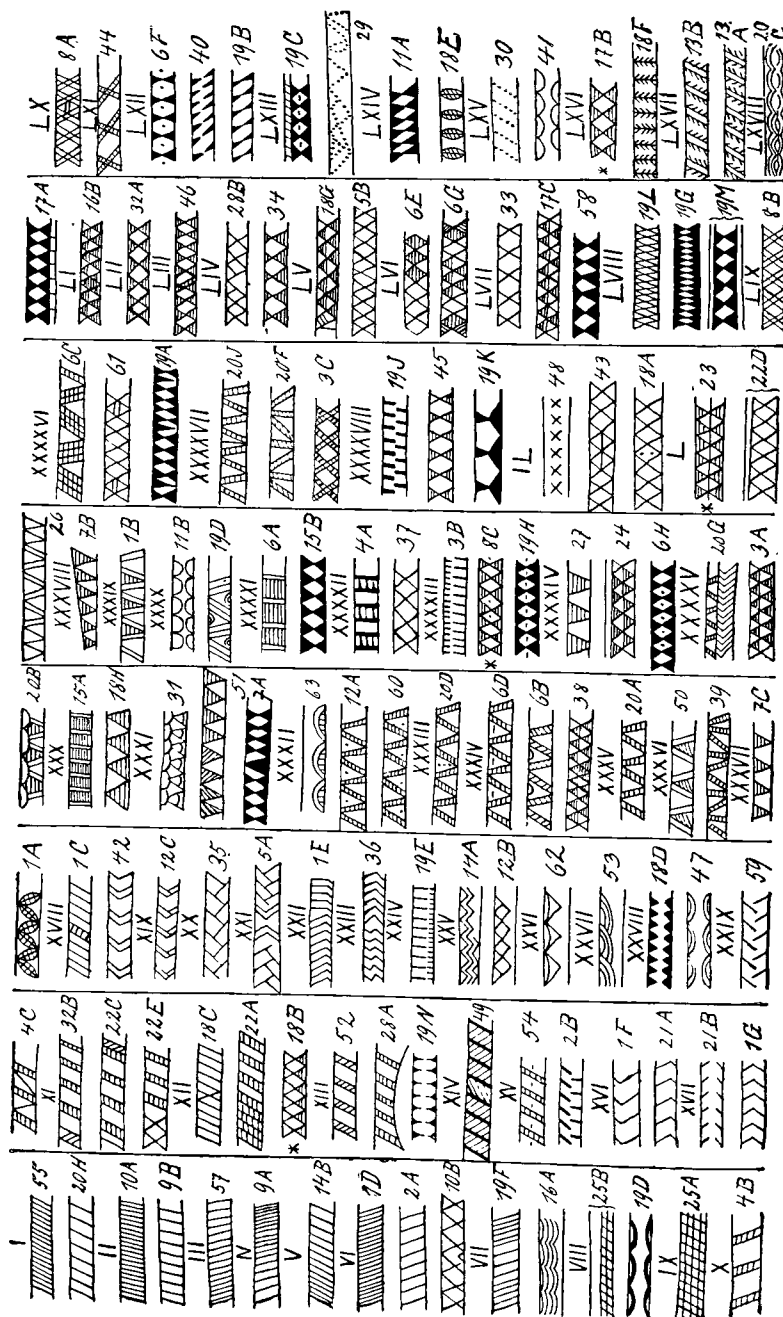 I
55
20H
II
10A
9B
III
57
IV
9A
V
14B
VI
1D
2A
10B
VII
19F
16A
VIII
25B
19D
IX
25A
X
4B
4C
XI
32B
22C
22E
XII
18C
22A
18B
*
XIII
52
28A
19N
XIV
49
XV
54
2B
XVI
1F
21A
XVII
21B
1G
1A
XVIII
1C
42
XIX
12C
XX
35
XXI
5A
XXII
1E
XXIII
36
XXIV
19E
XXV
14A
12B
XXVI
62
XXVII
53
XXVIII
18D
47
XXIX
59
20B
XXX
15A
18H
XXXI
31
51
7A
XXXII
63
12A
60
XXXIII
20D
XXXIV
6D
6B
38
XXXV
20A
XXXVI
50
39
XXXVII
7C
26
XXXVIII
7B
XXXIX
1B
XXXX
11B
19D
XXXXI
6A
15B
XXXXII
4A
37
XXXXIII
3B
8C
*
19H
XXXXIV
27
24
6H
XXXXV
20G
3A
XXXXVI
6C
61
19A
XXXXVII
20J
20F
3C
XXXXVIII
19J
45
19K
IL
48
43
18A
L
23
*
22D
17A
LI
16B
LII
32A
LIII
46
LIV
28B
34
LV
18G
5B
LVI
6E
6G
LVII
33
17C
58
LVIII
19L
19G
19M
LIX
8B
LX
8A
XI
44
LXII
6F
40
19B
LXIII
19C
29
LXIV
11A
18E
LXV
30
41
LXVI
17B
*
18F
LXVII
13B
13A
LXVIII
20C